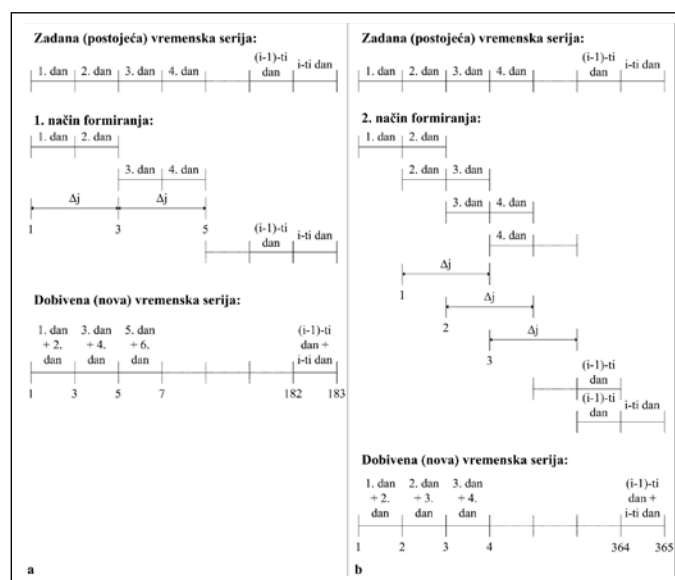 Zadana (postojeća) vremenska serija:
1. dan 2. dan 3. dan 4. dan (i-1)-ti dan i-ti dan
1. način formiranja:
1. dan 2. dan
3. dan 4. dan
Δj Δj
1 3 5
(i-1)-ti dan i-ti dan
Dobivena (nova) vremenska serija:
1. dan 3. dan 5. dan (i-1)-ti
+ 2. + 4. + 6. dan +
dan dan dan i-ti dan
1 3 5 7 182 183
a
Zadana (postojeća) vremenska serija:
1. dan 2. dan 3. dan 4. dan (i-1)-ti dan i-ti dan
2. način formiranja:
1. dan 2. dan
2. dan 3. dan
3. dan 4. dan
4. dan
Δj
1
Δj
2
Δj
3
(i-1)-ti
dan
(i-1)-ti dan i-ti dan
Dobivena (nova) vremenska serija:
1. dan 2. dan 3. dan (i-1)-ti
+ 2. + 3. + 4. dan +
dan dan dan i-ti dan
1 2 3 4 364 365
b